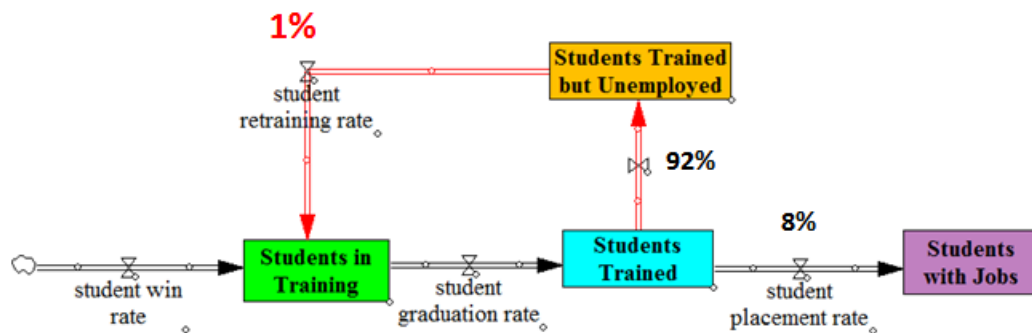 1%
student
retraining rate
Students Trained
but Unemployed
92%
8%
student win
rate
Students in
Training
student
graduation rate
Students
Trained
student
placement rate
Students
with Jobs